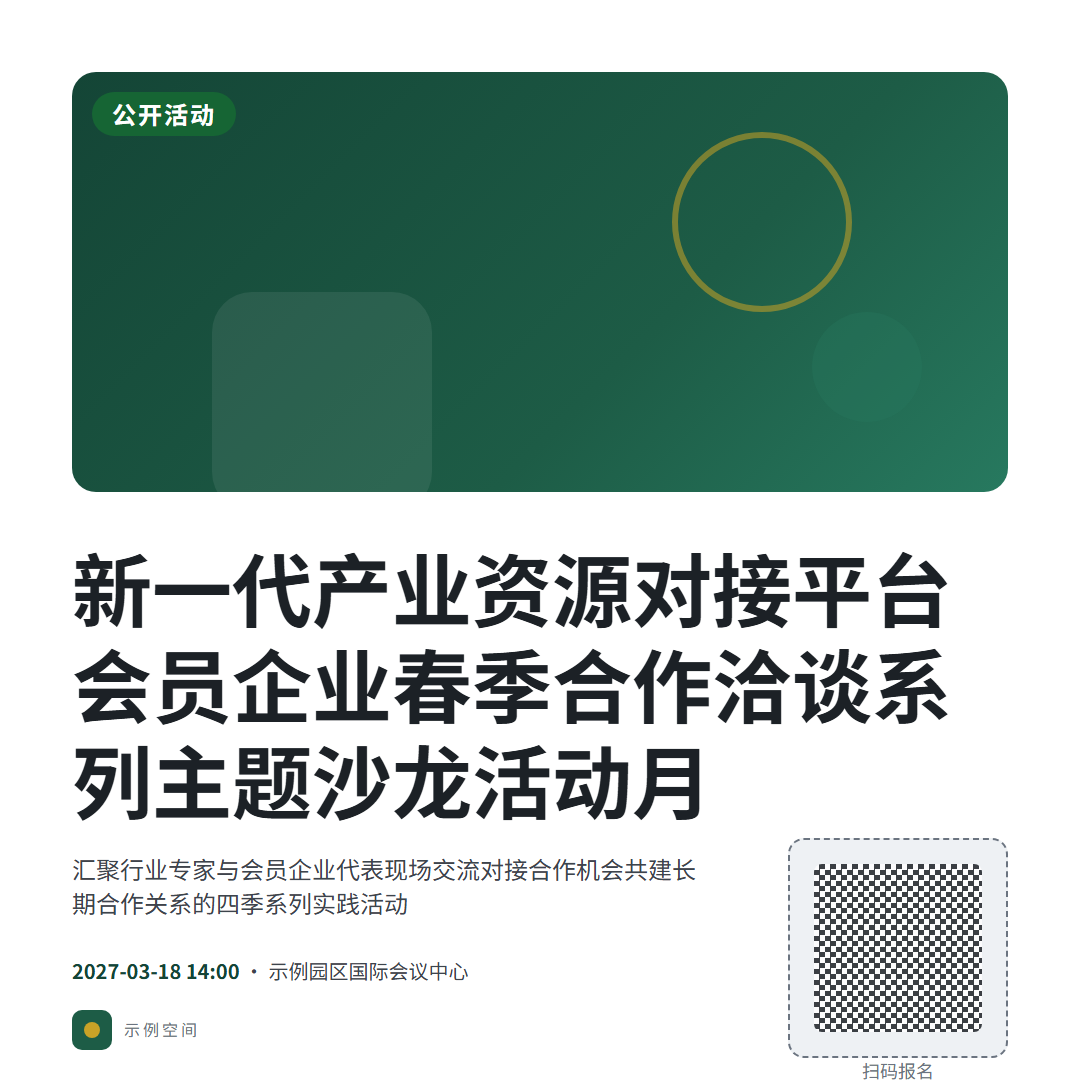 公开活动
新一代产业资源对接平台
会员企业春季合作洽谈系
列主题沙龙活动月
汇聚行业专家与会员企业代表现场交流对接合作机会共建长
期合作关系的四季系列实践活动
2027-03-18 14:00 · 示例园区国际会议中心
示例空间
扫码报名